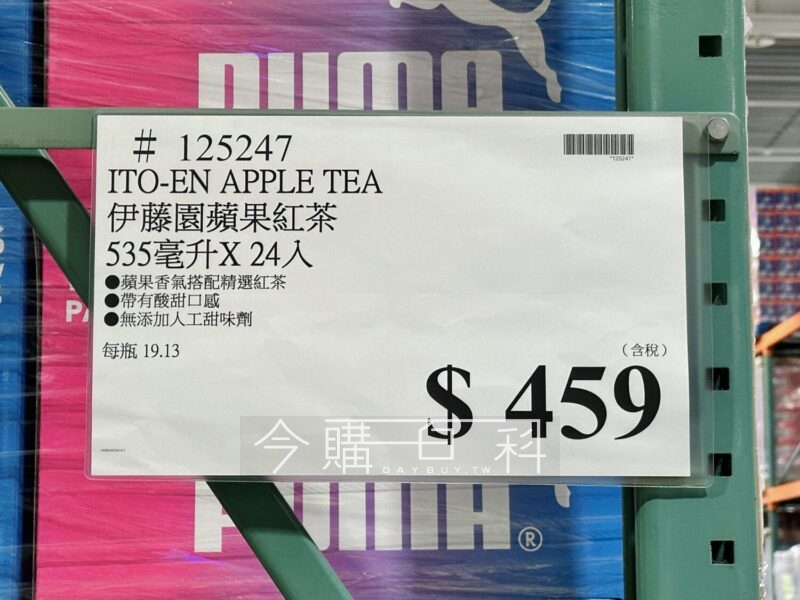 PUMA
# 125247
*125247*
ITO-EN APPLE TEA
伊藤園蘋果紅茶
535毫升X 24入
●蘋果香氣搭配精選紅茶
●帶有酸甜口感
●無添加人工甜味劑
每瓶 19.13
（含稅）
$ 459
今購百科
DAYBUY.TW
PUMA®